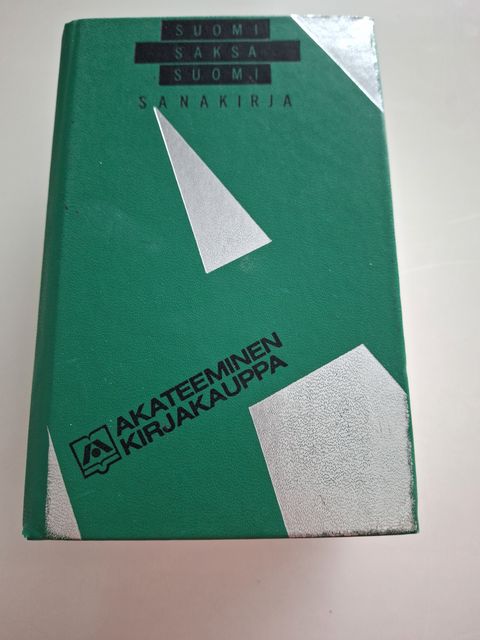 SUOMI
SAKSA
SUOMI
SANAKIRJA
AKATEEMINEN
KIRJAKAUPPA